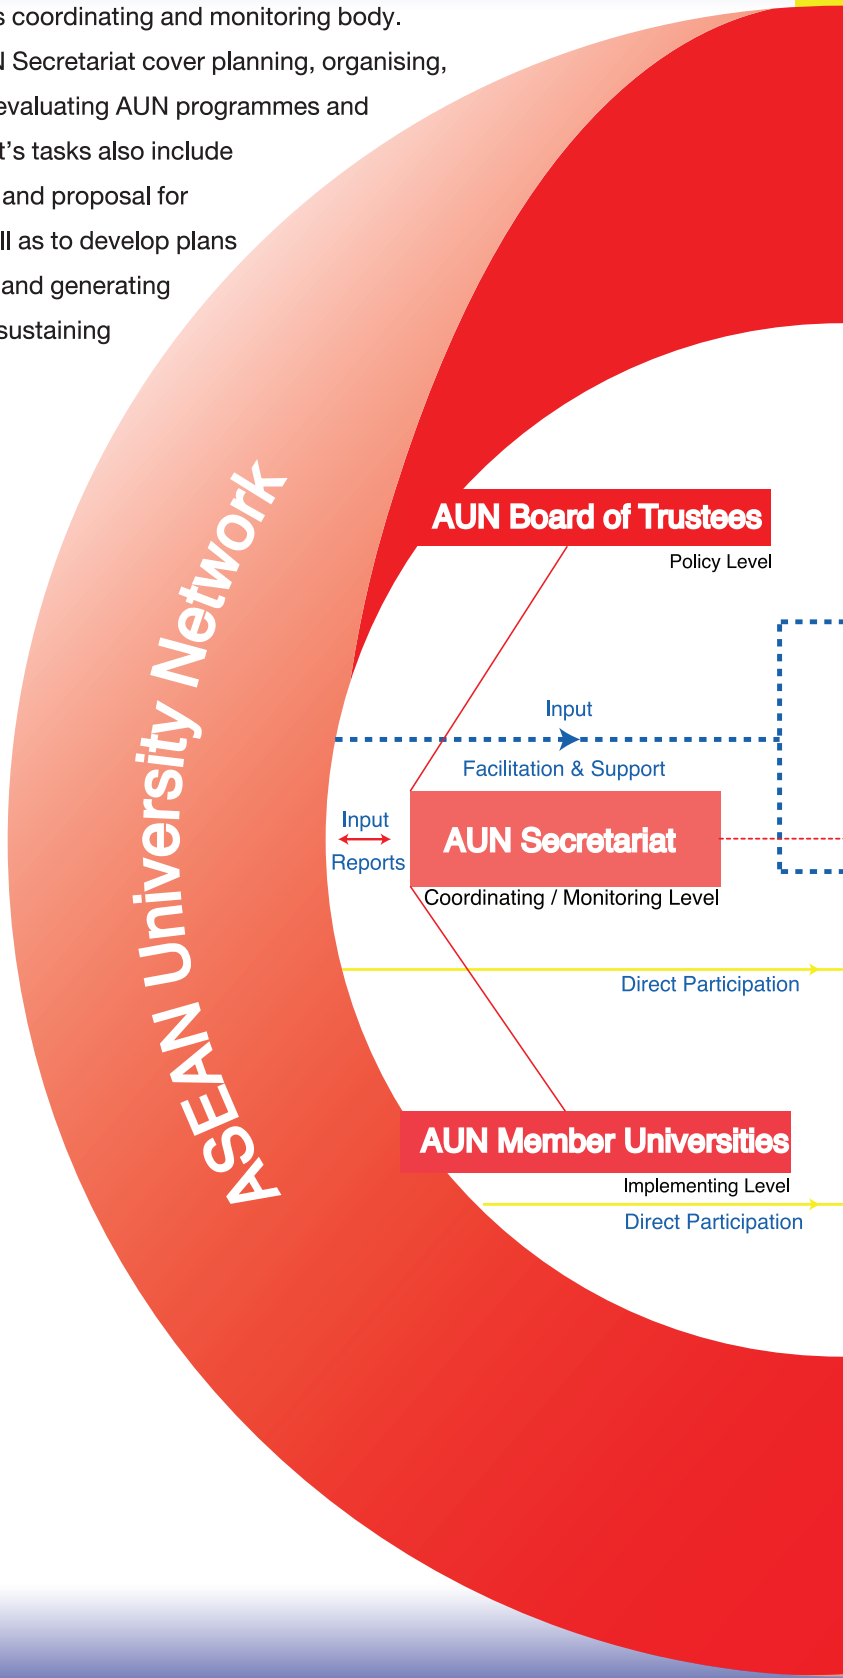 s coordinating and monitoring body.
Secretariat cover planning, organising,
evaluating AUN programmes and
t's tasks also include
and proposal for
ll as to develop plans
and generating
sustaining
ASEAN University Network
AUN Board of Trustees
Policy Level
Input
Facilitation & Support
Input
Reports
AUN Secretariat
Coordinating / Monitoring Level
Direct Participation
AUN Member Universities
Implementing Level
Direct Participation